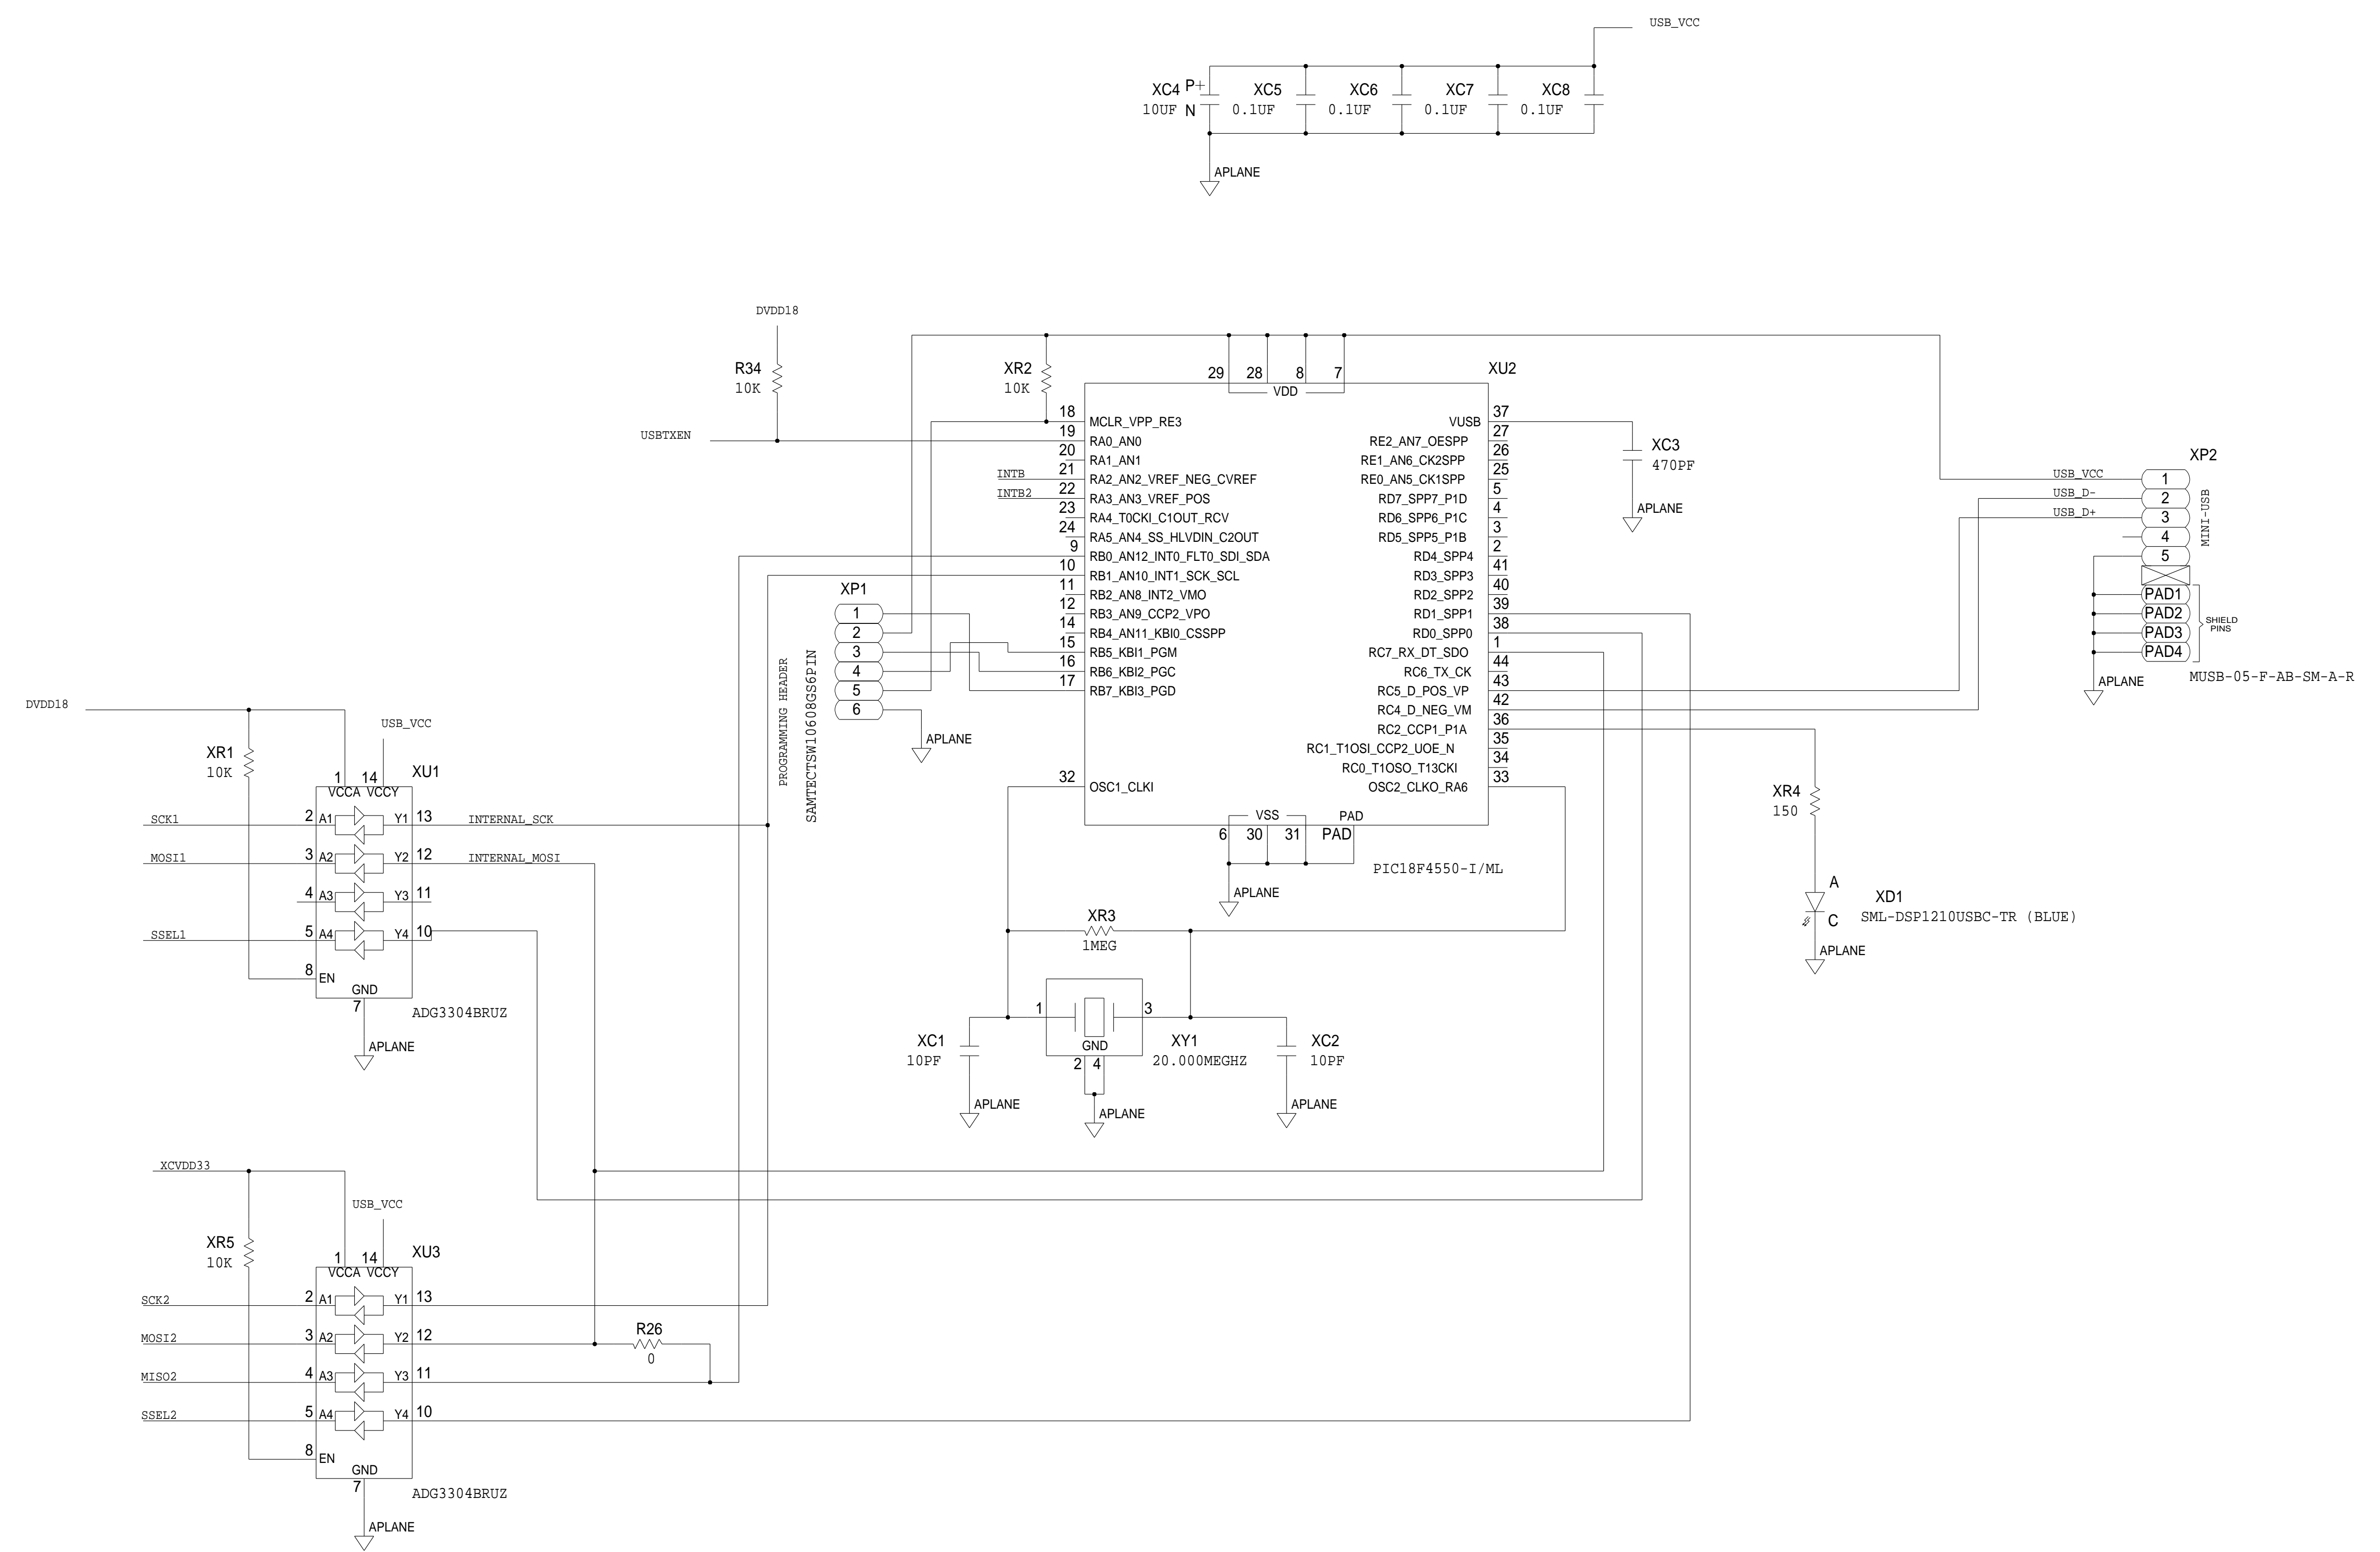 USB_VCC
XC4 P+ XC5 XC6 XC7 XC8
10UF N 0.1UF 0.1UF 0.1UF 0.1UF
APLANE
DVDD18
R34
10K
USBTXEN
XR2
10K
29 28 8 7
VDD
XU2
18 MCLR_VPP_RE3
19 RA0_AN0
20 RA1_AN1
INTB 21 RA2_AN2_VREF_NEG_CVREF
INTB2 22 RA3_AN3_VREF_POS
23 RA4_T0CKI_C1OUT_RCV
24 RA5_AN4_SS_HLVDIN_C2OUT
9 RB0_AN12_INT0_FLT0_SDI_SDA
10 RB1_AN10_INT1_SCK_SCL
11 RB2_AN8_INT2_VMO
12 RB3_AN9_CCP2_VPO
14 RB4_AN11_KBI0_CSSPP
15 RB5_KBI1_PGM
16 RB6_KBI2_PGC
17 RB7_KBI3_PGD
32 OSC1_CLKI
VUSB 37
RE2_AN7_OESPP 27
RE1_AN6_CK2SPP 26
RE0_AN5_CK1SPP 25
RD7_SPP7_P1D 5
RD6_SPP6_P1C 4
RD5_SPP5_P1B 3
RD4_SPP4 2
RD3_SPP3 41
RD2_SPP2 40
RD1_SPP1 39
RD0_SPP0 38
RC7_RX_DT_SDO 1
RC6_TX_CK 44
RC5_D_POS_VP 43
RC4_D_NEG_VM 42
RC2_CCP1_P1A 36
RC1_T1OSI_CCP2_UOE_N 35
RC0_T1OSO_T13CKI 34
OSC2_CLKO_RA6 33
VSS PAD
6 30 31 PAD
PIC18F4550-I/ML
APLANE
XC3
470PF
APLANE
XP2
USB_VCC 1
USB_D- 2
USB_D+ 3
4
5
PAD1
PAD2
PAD3
PAD4
MINI-USB
SHIELD
PINS
MUSB-05-F-AB-SM-A-R
APLANE
XP1
1
2
3
4
5
6
PROGRAMMING HEADER
SAMTECTSW10608GS6PIN
APLANE
XR4
150
A
XD1
SML-DSP1210USBC-TR (BLUE)
C
APLANE
XR3
1MEG
1 3
GND
2 4
XY1
20.000MEGHZ
APLANE
XC1
10PF
APLANE
XC2
10PF
APLANE
DVDD18
USB_VCC
XR1
10K
1 14 XU1
VCCA VCCY
SCK1 2 A1 Y1 13 INTERNAL_SCK
MOSI1 3 A2 Y2 12 INTERNAL_MOSI
4 A3 Y3 11
SSEL1 5 A4 Y4 10
8 EN
GND
7
ADG3304BRUZ
APLANE
XCVDD33
USB_VCC
XR5
10K
1 14 XU3
VCCA VCCY
SCK2 2 A1 Y1 13
MOSI2 3 A2 Y2 12
MISO2 4 A3 Y3 11
SSEL2 5 A4 Y4 10
8 EN
GND
7
ADG3304BRUZ
APLANE
R26
0